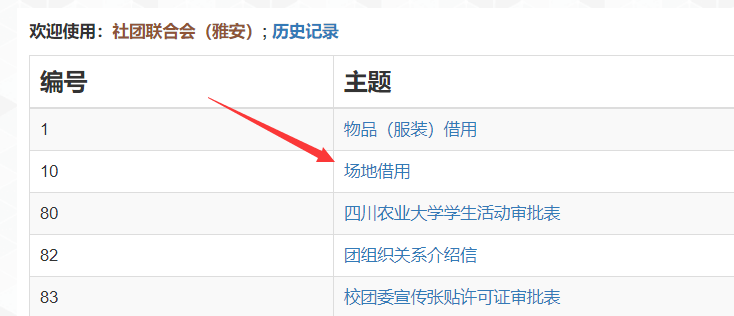 欢迎使用：社团联合会（雅安）; 历史记录
编号 主题
1 物品（服装）借用
10 场地借用
80 四川农业大学学生活动审批表
82 团组织关系介绍信
83 校团委宣传张贴许可证审批表